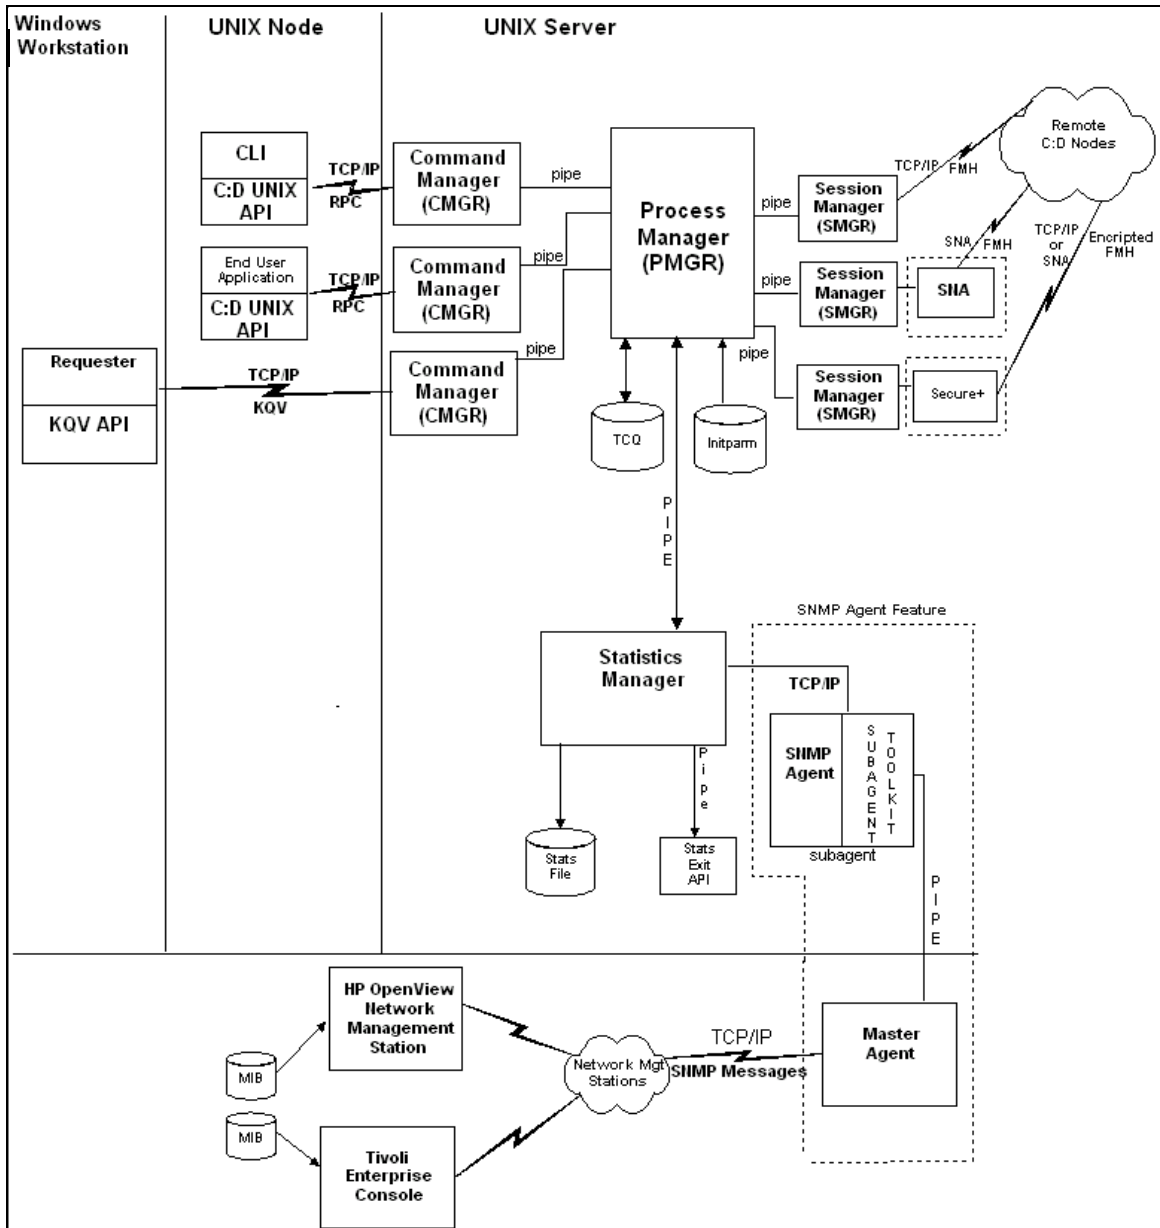 Windows
Workstation
UNIX Node
UNIX Server
CLI
C:D UNIX
API
TCP/IP
RPC
Command
Manager
(CMGR)
pipe
End User
Application
C:D UNIX
API
TCP/IP
RPC
Command
Manager
(CMGR)
pipe
Requester
KQV API
TCP/IP
KQV
Command
Manager
(CMGR)
pipe
Process
Manager
(PMGR)
TCQ
Initparm
pipe
Session
Manager
(SMGR)
TCP/IP
FMH
Remote
C:D Nodes
pipe
Session
Manager
(SMGR)
SNA
SNA
FMH
pipe
Session
Manager
(SMGR)
Secure+
TCP/IP
or
SNA
Encripted
FMH
PIPE
Statistics
Manager
Stats
File
Pipe
Stats
Exit
API
SNMP Agent Feature
TCP/IP
SNMP
Agent
SUBAGENT
TOOLKIT
subagent
PIPE
HP OpenView
Network
Management
Station
MIB
MIB
Tivoli
Enterprise
Console
Network Mgt
Stations
TCP/IP
SNMP Messages
Master
Agent